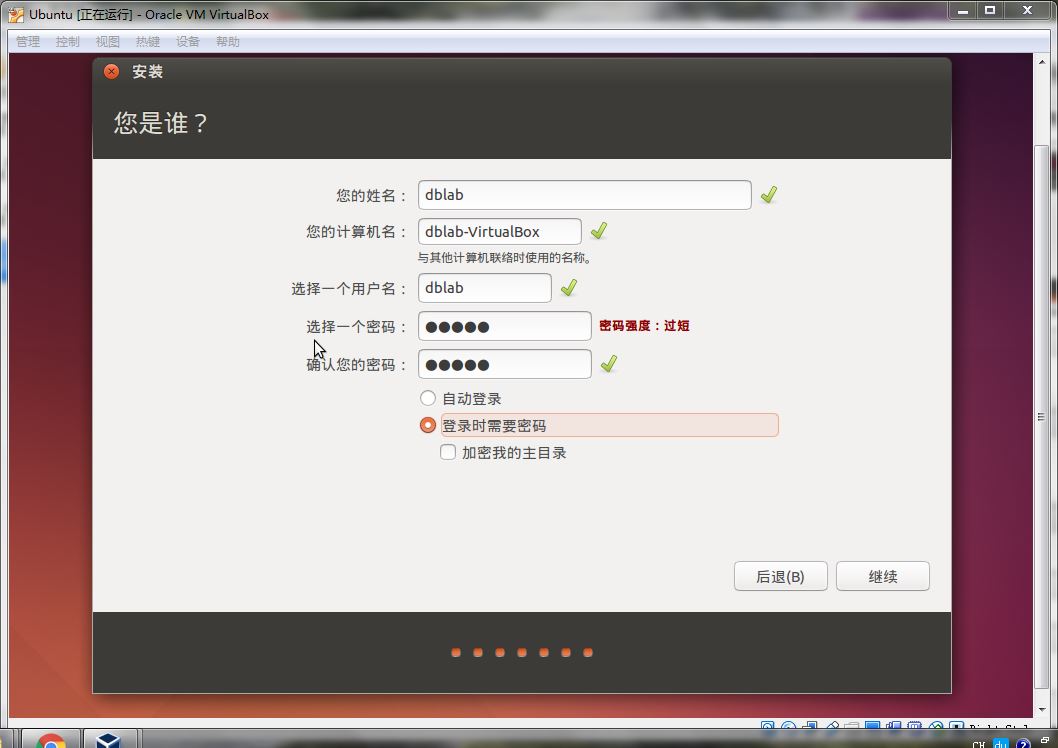 Ubuntu [正在运行] - Oracle VM VirtualBox
管理 控制 视图 热键 设备 帮助
安装
您是谁？
您的姓名： dblab
您的计算机名： dblab-VirtualBox
与其他计算机联络时使用的名称。
选择一个用户名： dblab
选择一个密码： ●●●●● 密码强度：过短
确认您的密码： ●●●●●
自动登录
登录时需要密码
加密我的主目录
后退(B) 继续
CH du ?